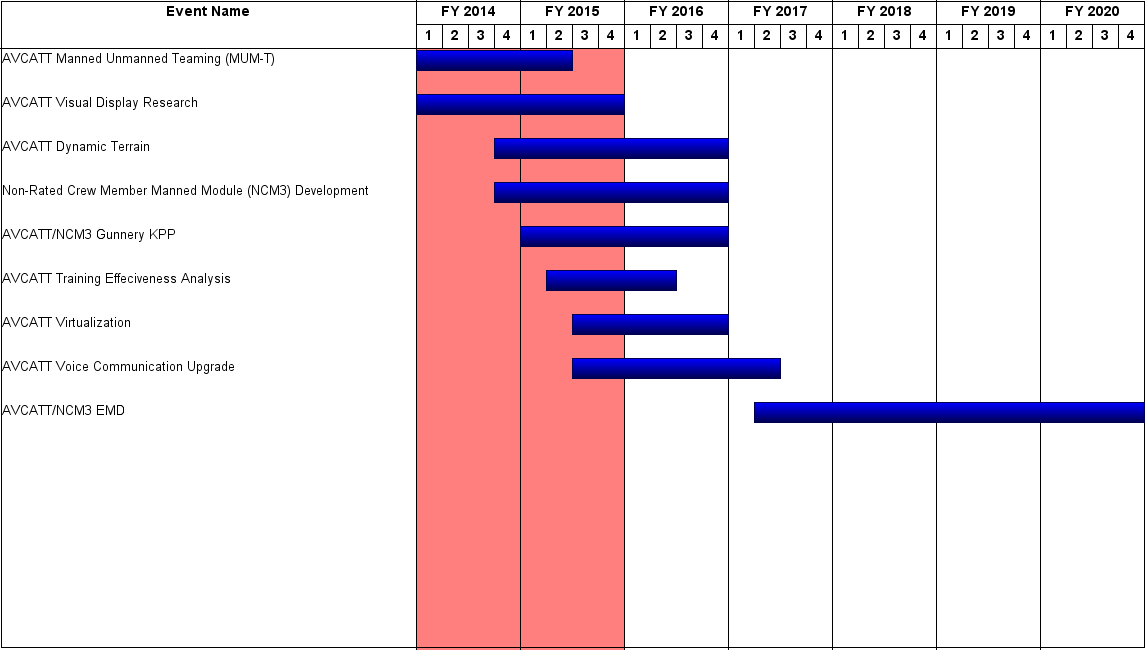 Event Name FY 2014 FY 2015 FY 2016 FY 2017 FY 2018 FY 2019 FY 2020
1 2 3 4 1 2 3 4 1 2 3 4 1 2 3 4 1 2 3 4 1 2 3 4 1 2 3 4
AVCATT Manned Unmanned Teaming (MUM-T)
AVCATT Visual Display Research
AVCATT Dynamic Terrain
Non-Rated Crew Member Manned Module (NCM3) Development
AVCATT/NCM3 Gunnery KPP
AVCATT Training Effeciveness Analysis
AVCATT Virtualization
AVCATT Voice Communication Upgrade
AVCATT/NCM3 EMD